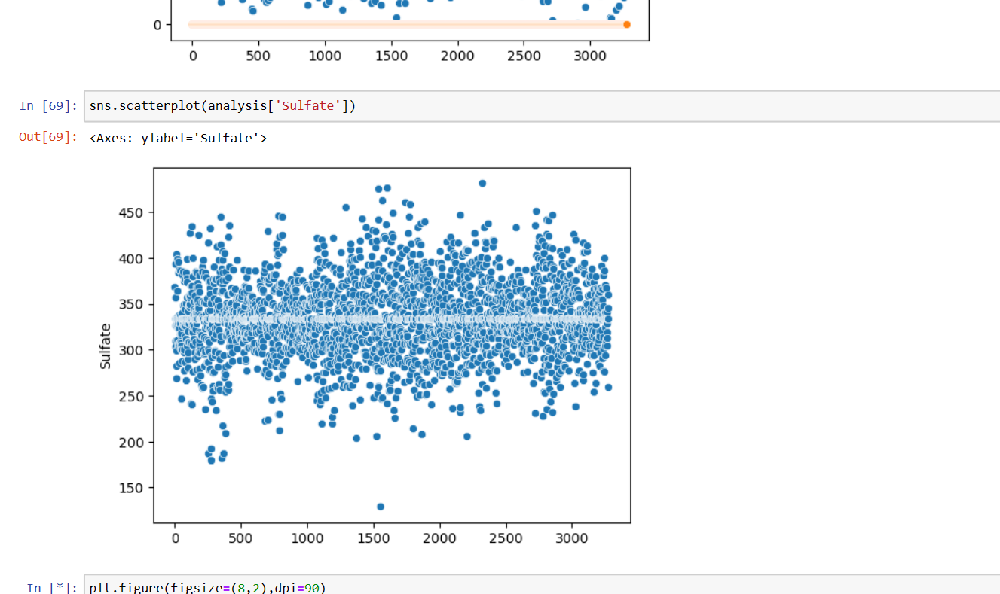 0
0 500 1000 1500 2000 2500 3000
In [69]: sns.scatterplot(analysis['Sulfate'])
Out[69]: <Axes: ylabel='Sulfate'>
450
400
350
300
250
200
150
Sulfate
0 500 1000 1500 2000 2500 3000
In [*]: plt.figure(figsize=(8,2),dpi=90)